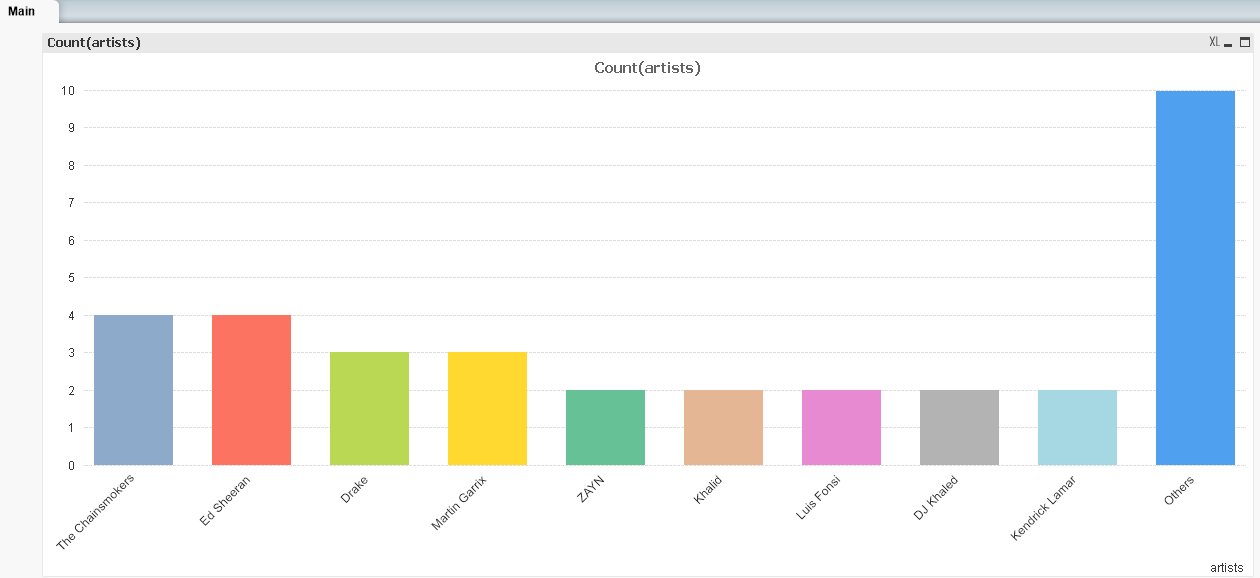 Main
Count(artists)
XL
Count(artists)
10
9
8
7
6
5
4
3
2
1
0
The Chainsmokers
Ed Sheeran
Drake
Martin Garrix
ZAYN
Khalid
Luis Fonsi
DJ Khaled
Kendrick Lamar
Others
artists